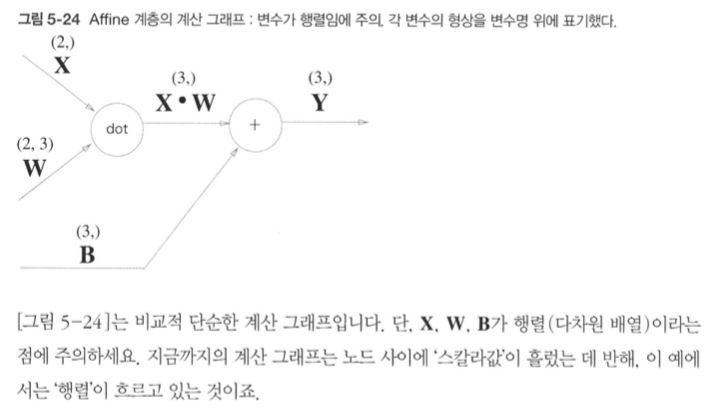 그림 5-24 Affine 계층의 계산 그래프 : 변수가 행렬임에 주의. 각 변수의 형상을 변수명 위에 표기했다.
(2,)
X
(3,)
X • W
(3,)
Y
dot
+
(2, 3)
W
(3,)
B
[그림 5-24]는 비교적 단순한 계산 그래프입니다. 단, X, W, B가 행렬(다차원 배열)이라는
점에 주의하세요. 지금까지의 계산 그래프는 노드 사이에 '스칼라값'이 흘렀는 데 반해, 이 예에
서는 '행렬'이 흐르고 있는 것이죠.